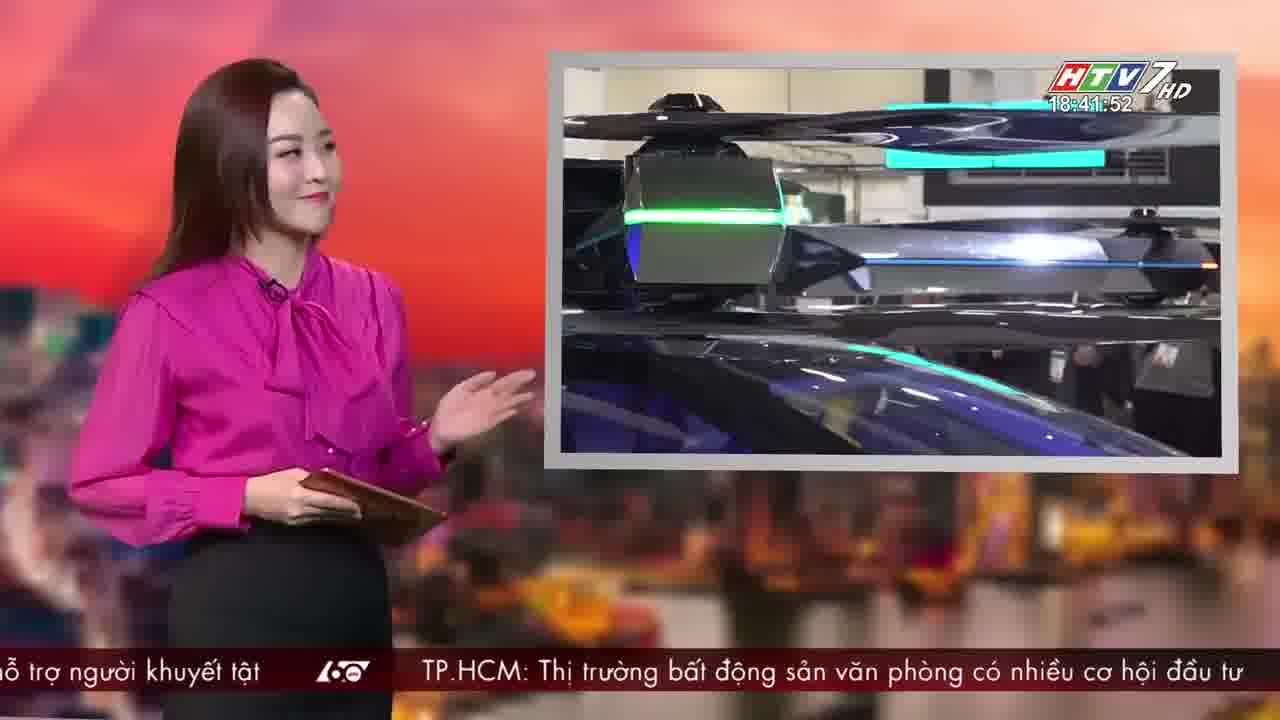 HTV7 HD
18:41:52
hỗ trợ người khuyết tật 60 TP.HCM: Thị trường bất động sản văn phòng có nhiều cơ hội đầu tư